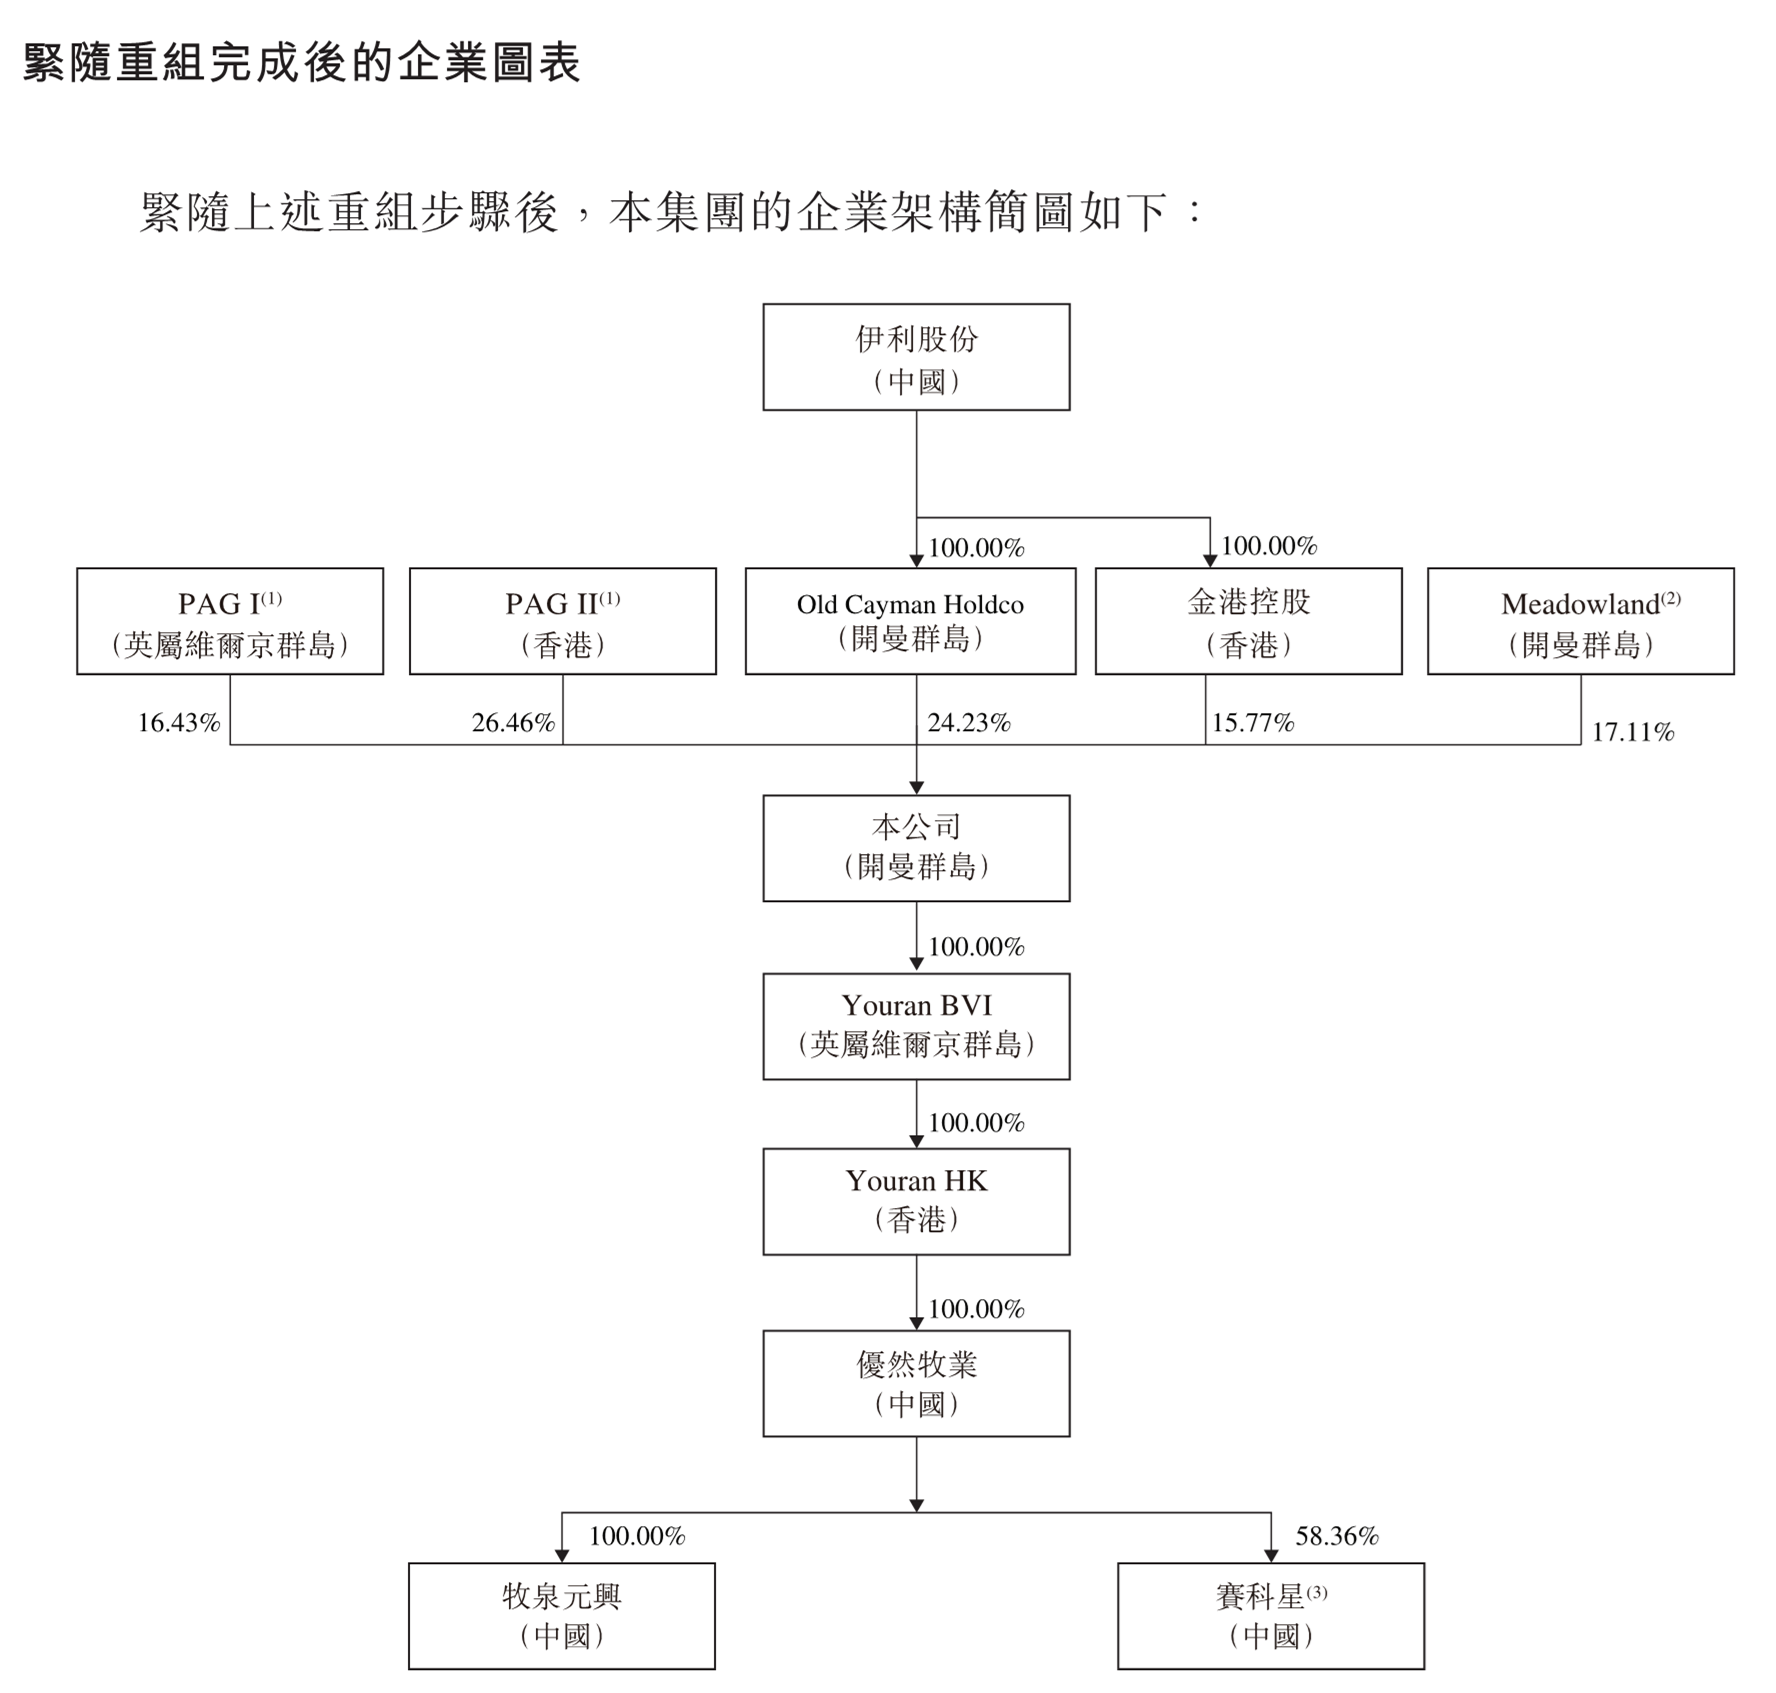 緊隨重組完成後的企業圖表
緊隨上述重組步驟後，本集團的企業架構簡圖如下：
伊利股份
（中國）
100.00%
100.00%
PAG I(1)
（英屬維爾京群島）
PAG II(1)
（香港）
Old Cayman Holdco
（開曼群島）
金港控股
（香港）
Meadowland(2)
（開曼群島）
16.43%
26.46%
24.23%
15.77%
17.11%
本公司
（開曼群島）
100.00%
Youran BVI
（英屬維爾京群島）
100.00%
Youran HK
（香港）
100.00%
優然牧業
（中國）
100.00%
58.36%
牧泉元興
（中國）
賽科星(3)
（中國）